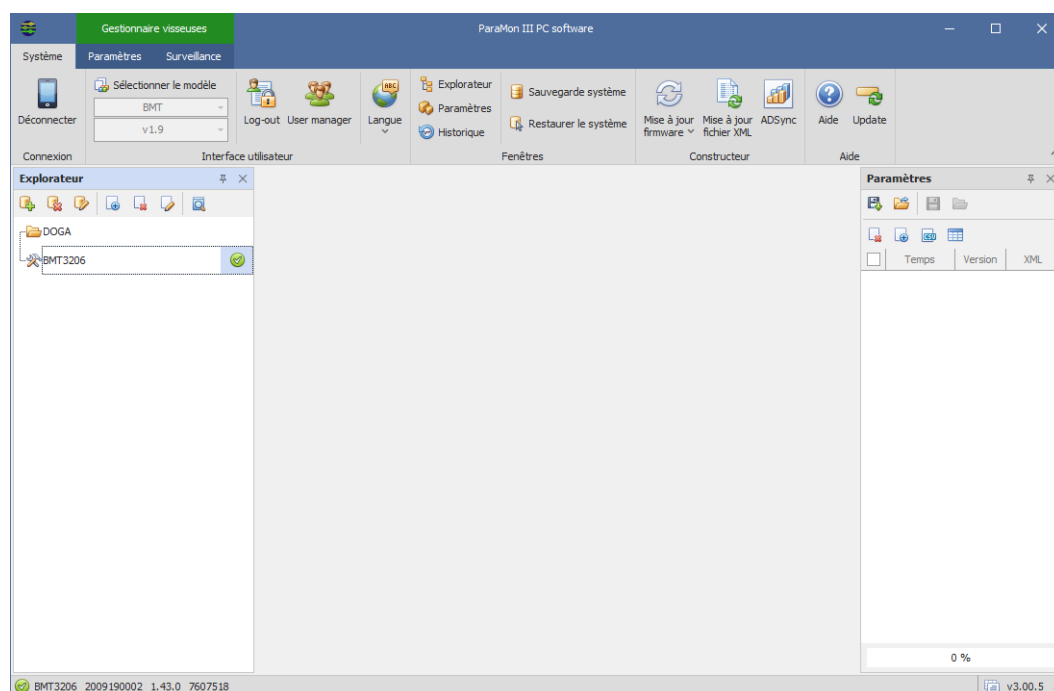 Gestionnaire visseuses
ParaMon III PC software
Système
Paramètres
Surveillance
Déconnecter
Sélectionner le modèle
BMT
v1.9
Log-out
User manager
ABC
Langue
Explorateur
Paramètres
Historique
Sauvegarde système
Restaurer le système
Mise à jour
firmware
Mise à jour
fichier XML
ADSync
Aide
Update
Connexion
Interface utilisateur
Fenêtres
Constructeur
Aide
Explorateur
DOGA
BMT3206
Paramètres
CSV
Temps
Version
XML
0 %
BMT3206 2009190002 1.43.0 7607518
v3.00.5